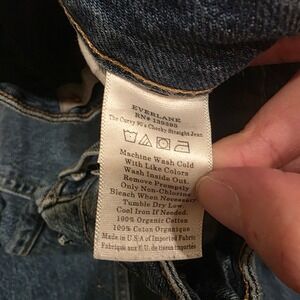 EVERLANE
RN# 139393
The Curvy 90's Cheeky Straight Jean
Machine Wash Cold
With Like Colors
Wash Inside Out.
Remove Promptly
Only Non-Chlorine
Bleach When Necessary
Tumble Dry Low
Cool Iron If Needed.
100% Organic Cotton
100% Coton Organique
Made in U.S.A of Imported Fabric
Fabriqué aux E.U. de tissus importés